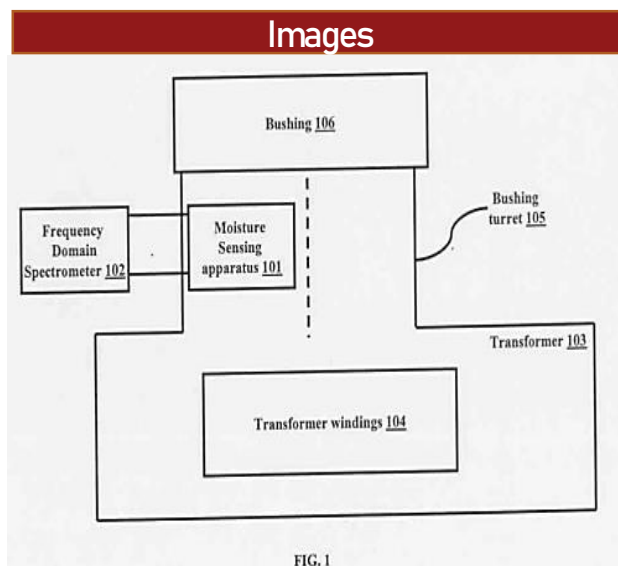 Images
Bushing 106
Frequency
Domain
Spectrometer 102
Moisture
Sensing
apparatus 101
Bushing
turret 105
Transformer 103
Transformer windings 104
FIG. 1